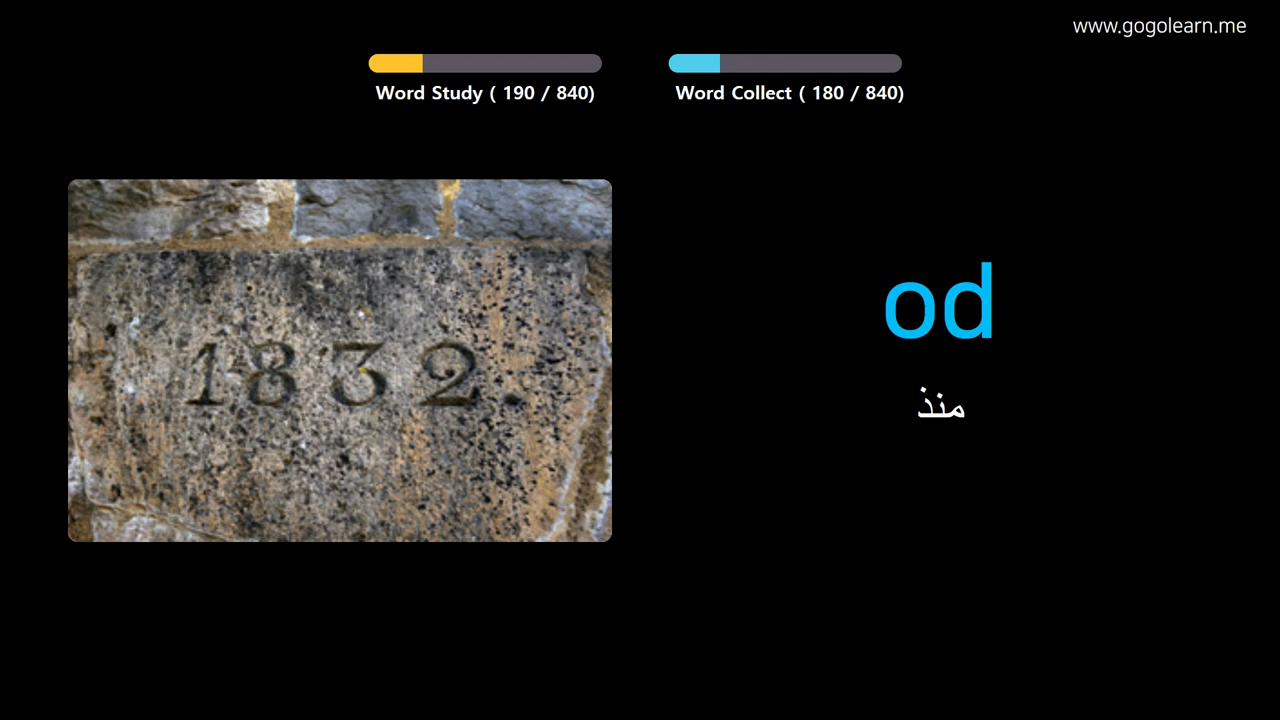 www.gogolearn.me
Word Study ( 190 / 840)
Word Collect ( 180 / 840)
1832.
od
منذ